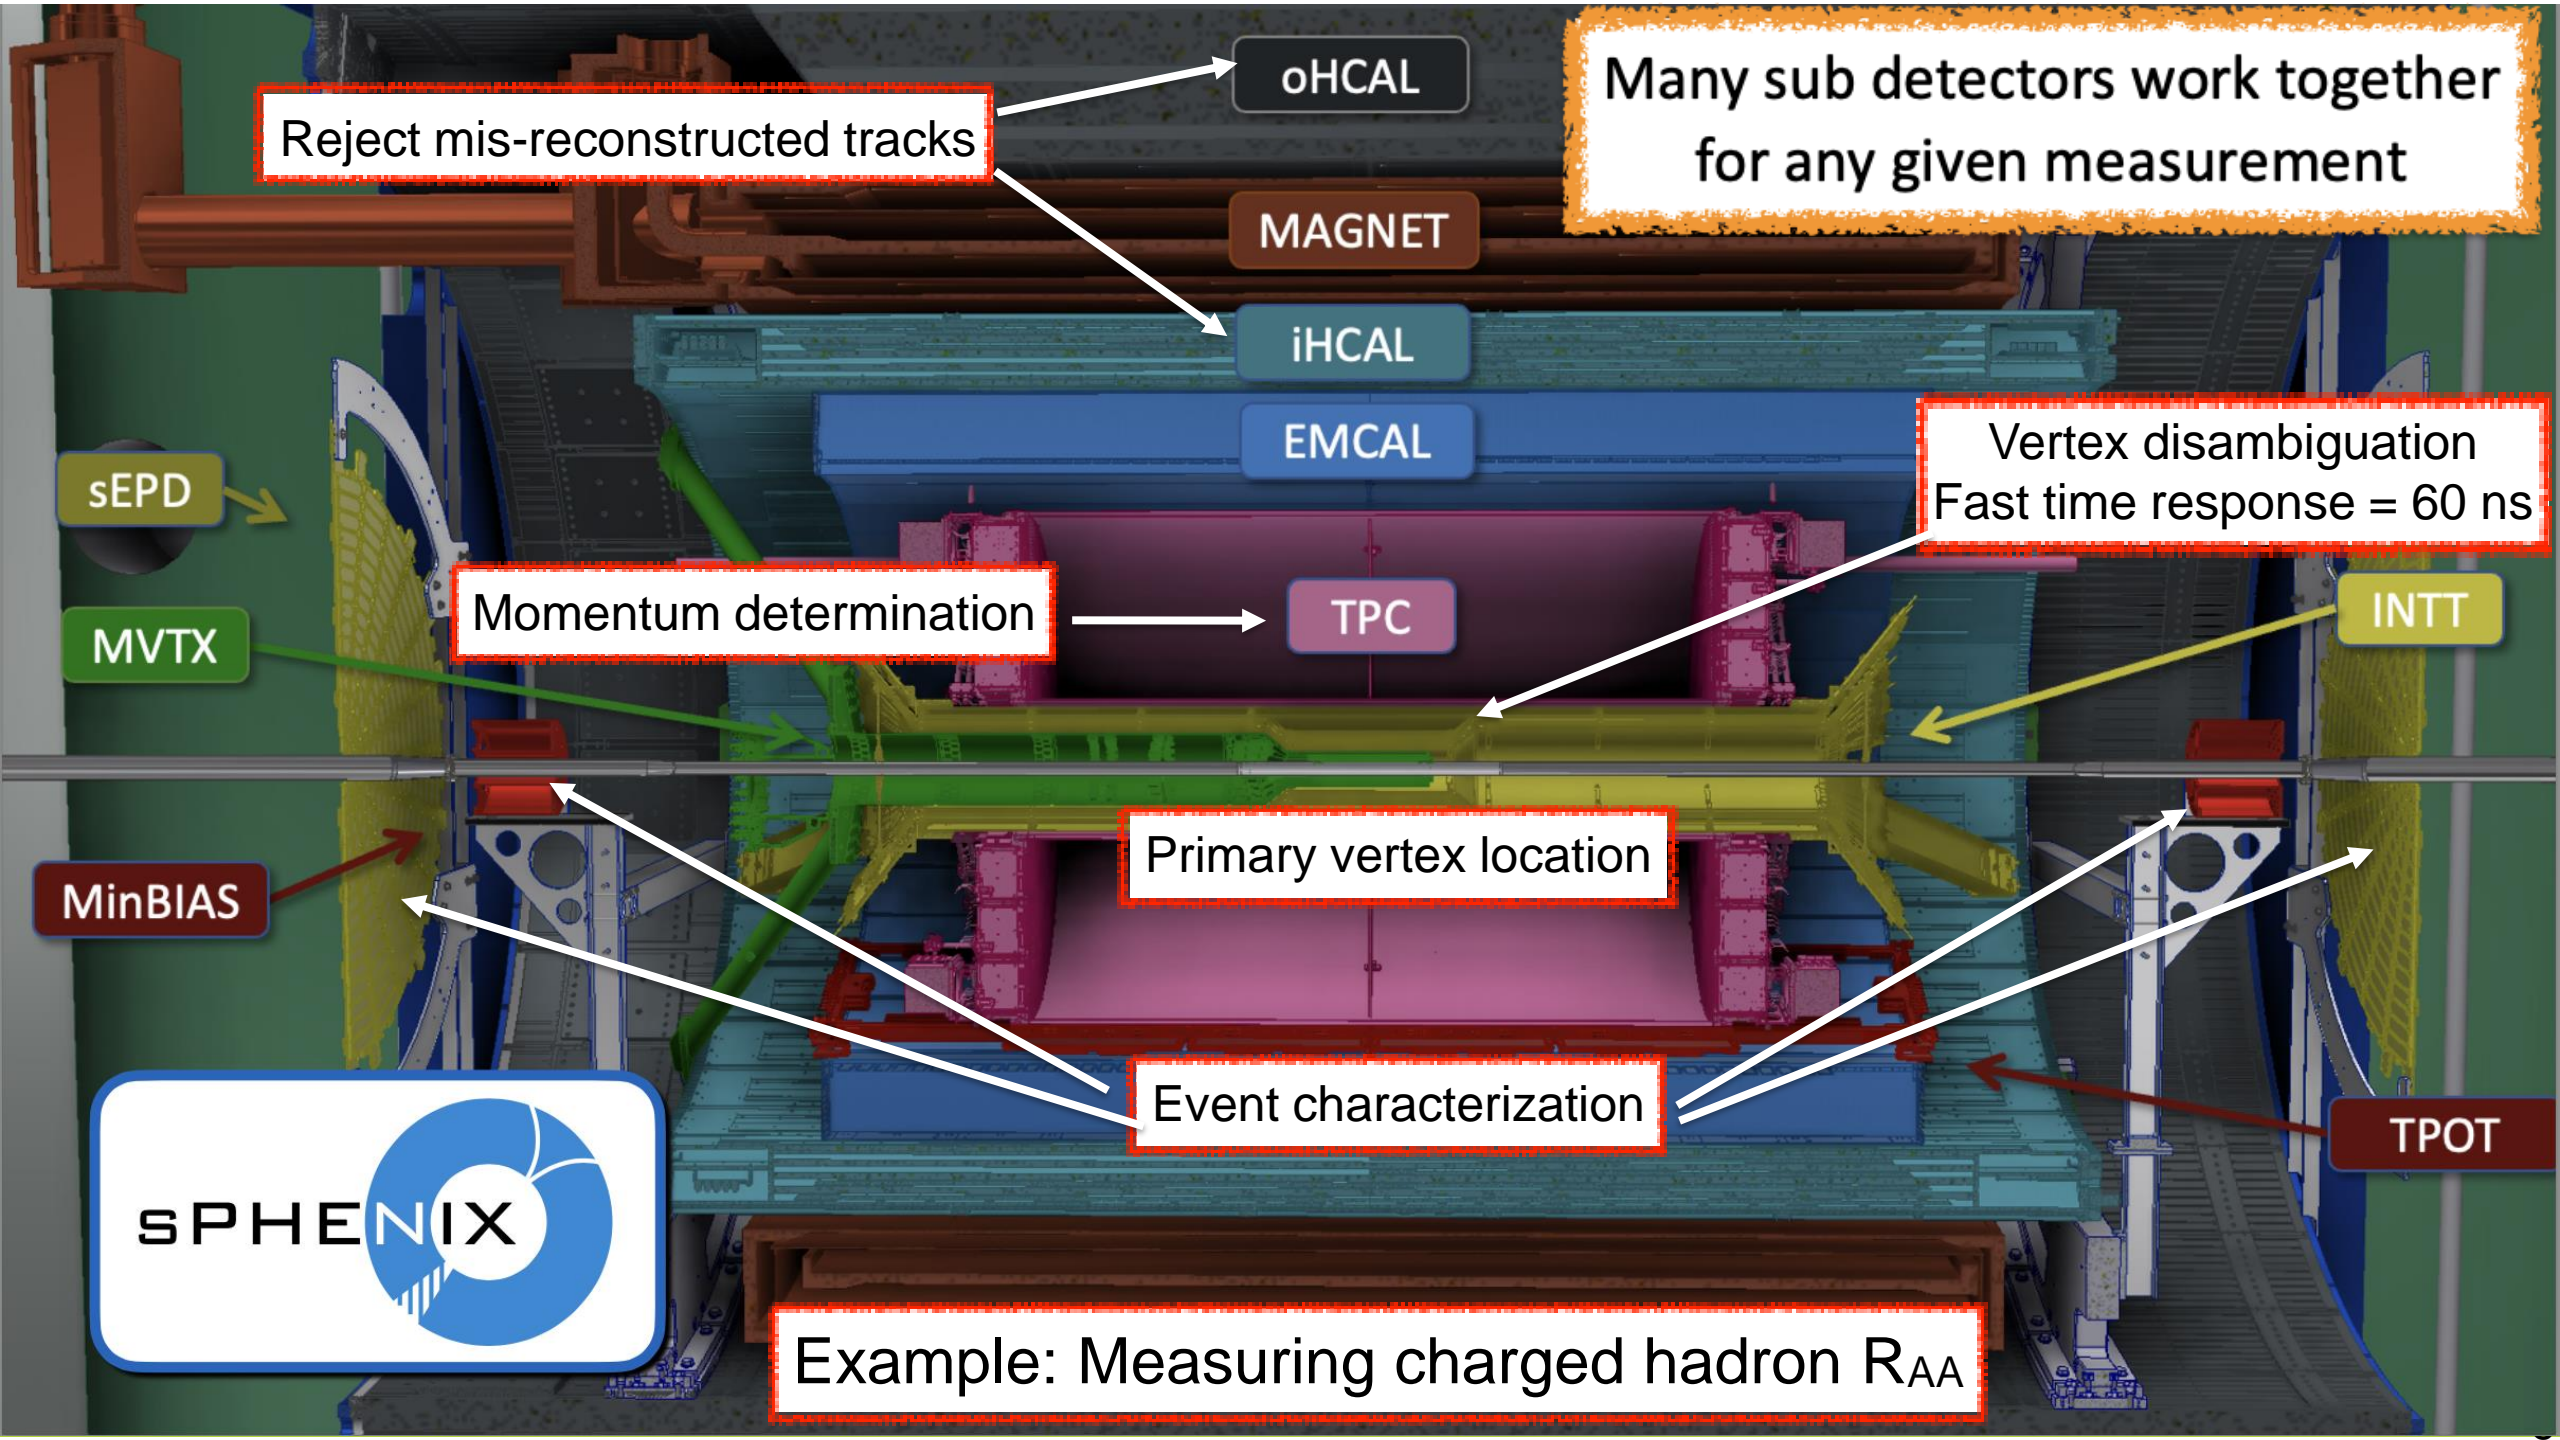 oHCAL
Many sub detectors work together
for any given measurement
Reject mis-reconstructed tracks
MAGNET
iHCAL
EMCAL
Vertex disambiguation
Fast time response = 60 ns
sEPD
Momentum determination
TPC
INTT
MVTX
Primary vertex location
MinBIAS
Event characterization
TPOT
sPHENIX
Example: Measuring charged hadron RAA